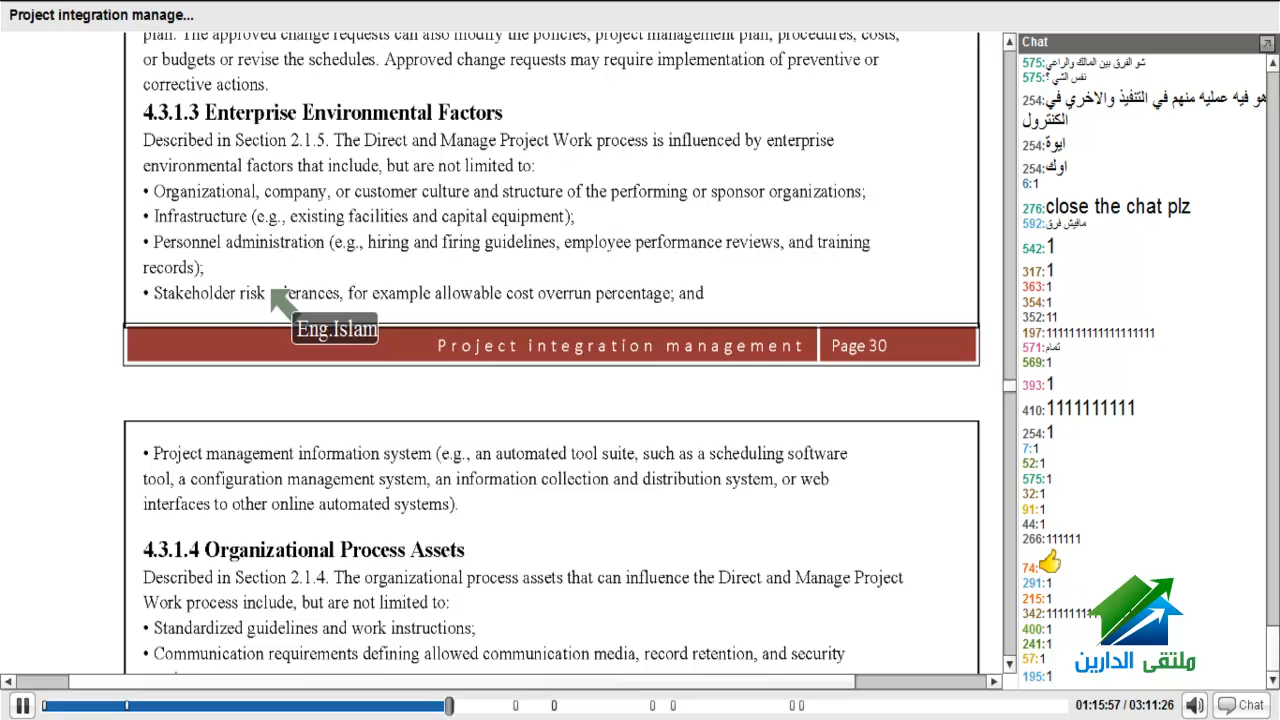 Project integration manage...
plan. The approved change requests can also modify the policies, project management plan, procedures, costs,
or budgets or revise the schedules. Approved change requests may require implementation of preventive or
corrective actions.
4.3.1.3 Enterprise Environmental Factors
Described in Section 2.1.5. The Direct and Manage Project Work process is influenced by enterprise
environmental factors that include, but are not limited to:
• Organizational, company, or customer culture and structure of the performing or sponsor organizations;
• Infrastructure (e.g., existing facilities and capital equipment);
• Personnel administration (e.g., hiring and firing guidelines, employee performance reviews, and training
records);
• Stakeholder risk erances, for example allowable cost overrun percentage; and
Eng.Islam
Project integration management Page 30
• Project management information system (e.g., an automated tool suite, such as a scheduling software
tool, a configuration management system, an information collection and distribution system, or web
interfaces to other online automated systems).
4.3.1.4 Organizational Process Assets
Described in Section 2.1.4. The organizational process assets that can influence the Direct and Manage Project
Work process include, but are not limited to:
• Standardized guidelines and work instructions;
• Communication requirements defining allowed communication media, record retention, and security
Chat
575: شو الفرق بين المالك والراعي
575: نفس الشي ؟
254: هو فيه عمليه منهم في التنفيذ والاخري في
الكنترول
254: ايوة
254: اوك
6:1
276:close the chat plz
592: مافيش فرق
542:1
317:1
363:1
354:1
352:11
197:111111111111111111
571: تمام
569:1
393:1
410:1111111111
254:1
7:1
52:1
575:1
32:1
91:1
44:1
266:111111
74:
291:1
215:1
342:11111111
400:1
241:1
57:1
195:1
ملتقى الدارين
01:15:57 / 03:11:26
Chat